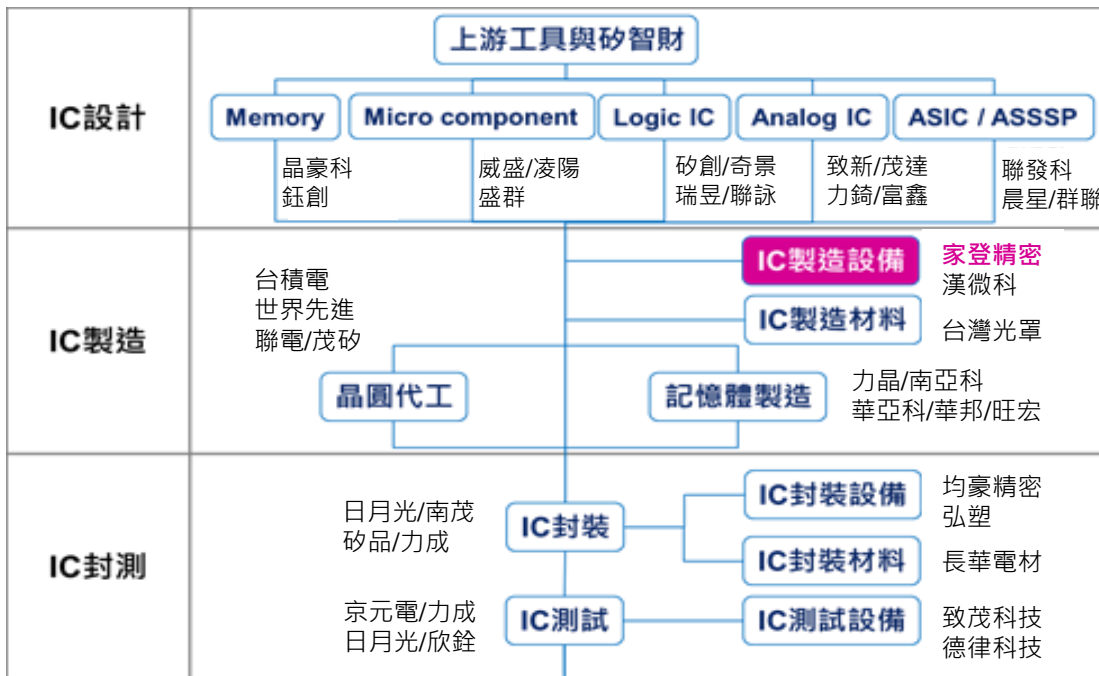 上游工具與矽智財
IC設計
Memory
Micro component
Logic IC
Analog IC
ASIC / ASSSP
晶豪科
鈺創
威盛/凌陽
盛群
矽創/奇景
瑞昱/聯詠
致新/茂達
力錡/富鑫
聯發科
晨星/群聯
IC製造
台積電
世界先進
聯電/茂矽
IC製造設備
家登精密
漢微科
IC製造材料
台灣光罩
晶圓代工
記憶體製造
力晶/南亞科
華亞科/華邦/旺宏
IC封測
日月光/南茂
矽品/力成
IC封裝
IC封裝設備
均豪精密
弘塑
IC封裝材料
長華電材
京元電/力成
日月光/欣銓
IC測試
IC測試設備
致茂科技
德律科技